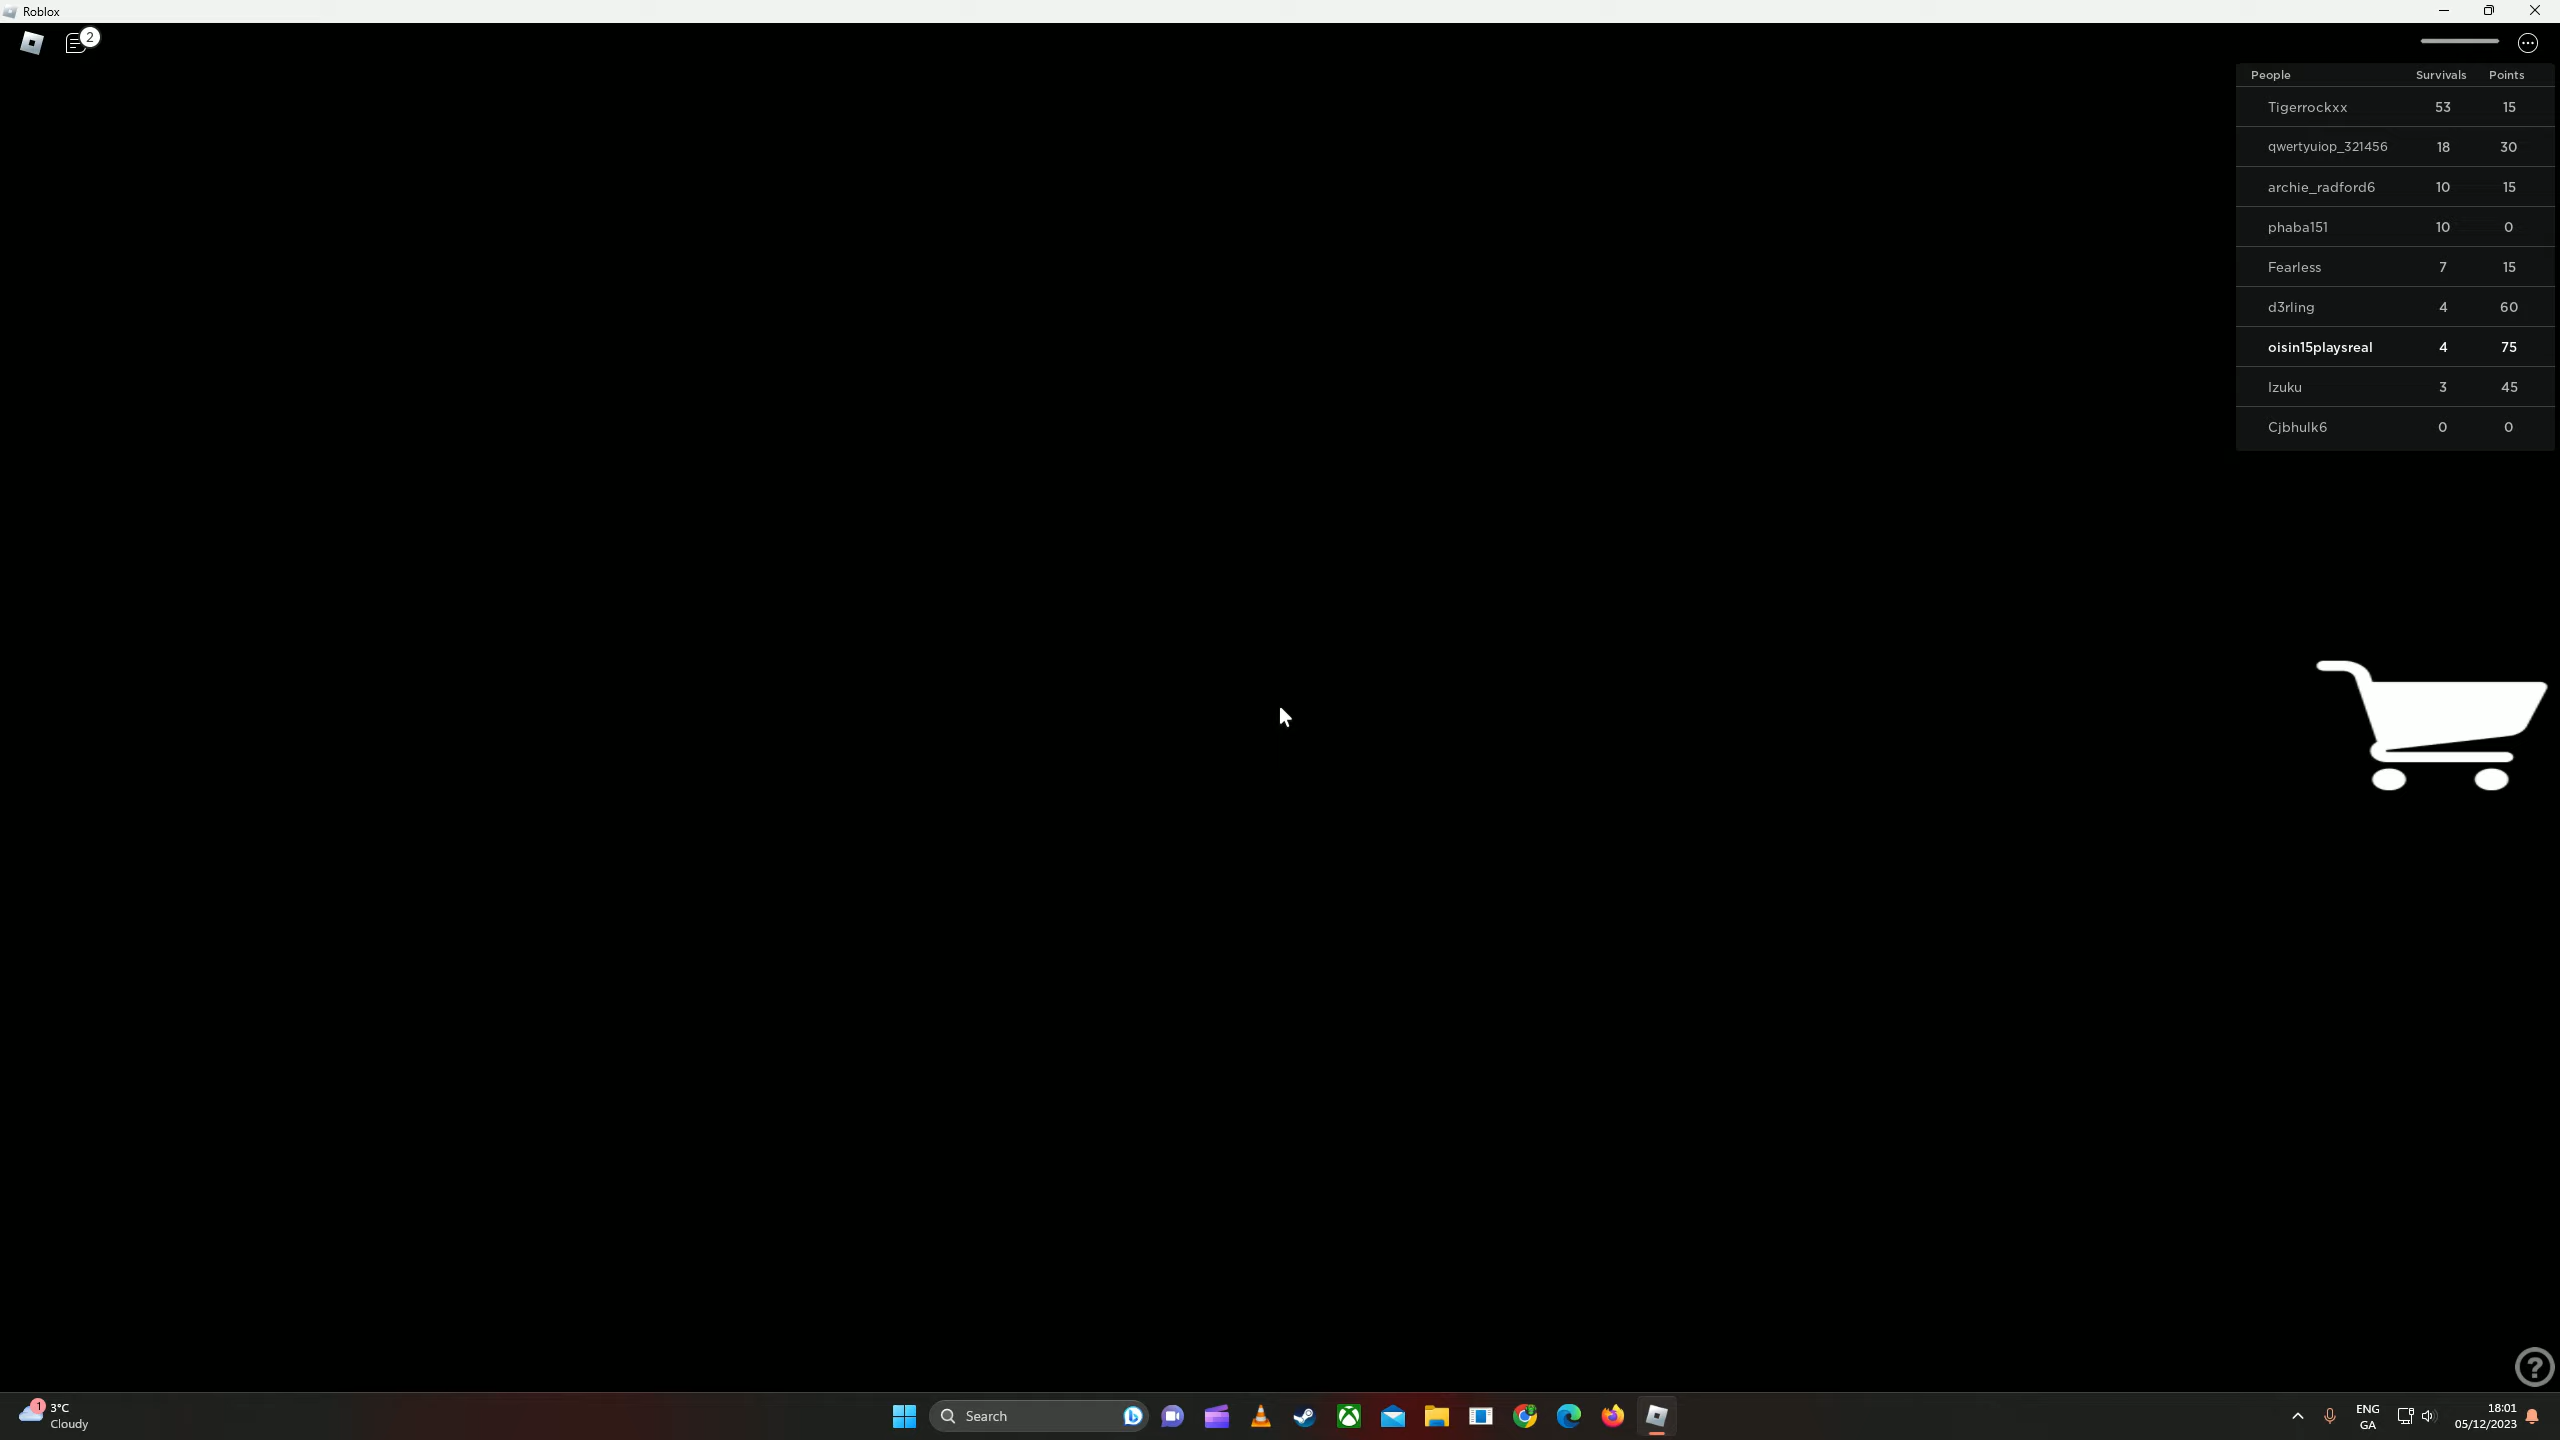 Roblox
2
People Survivals Points
Tigerrockxx 53 15
qwertyuiop_321456 18 30
archie_radford6 10 15
phaba151 10 0
Fearless 7 15
d3rling 4 60
oisin15playsreal 4 75
Izuku 3 45
Cjbhulk6 0 0
?
1
3°C
Cloudy
Search
ENG
GA
18:01
05/12/2023